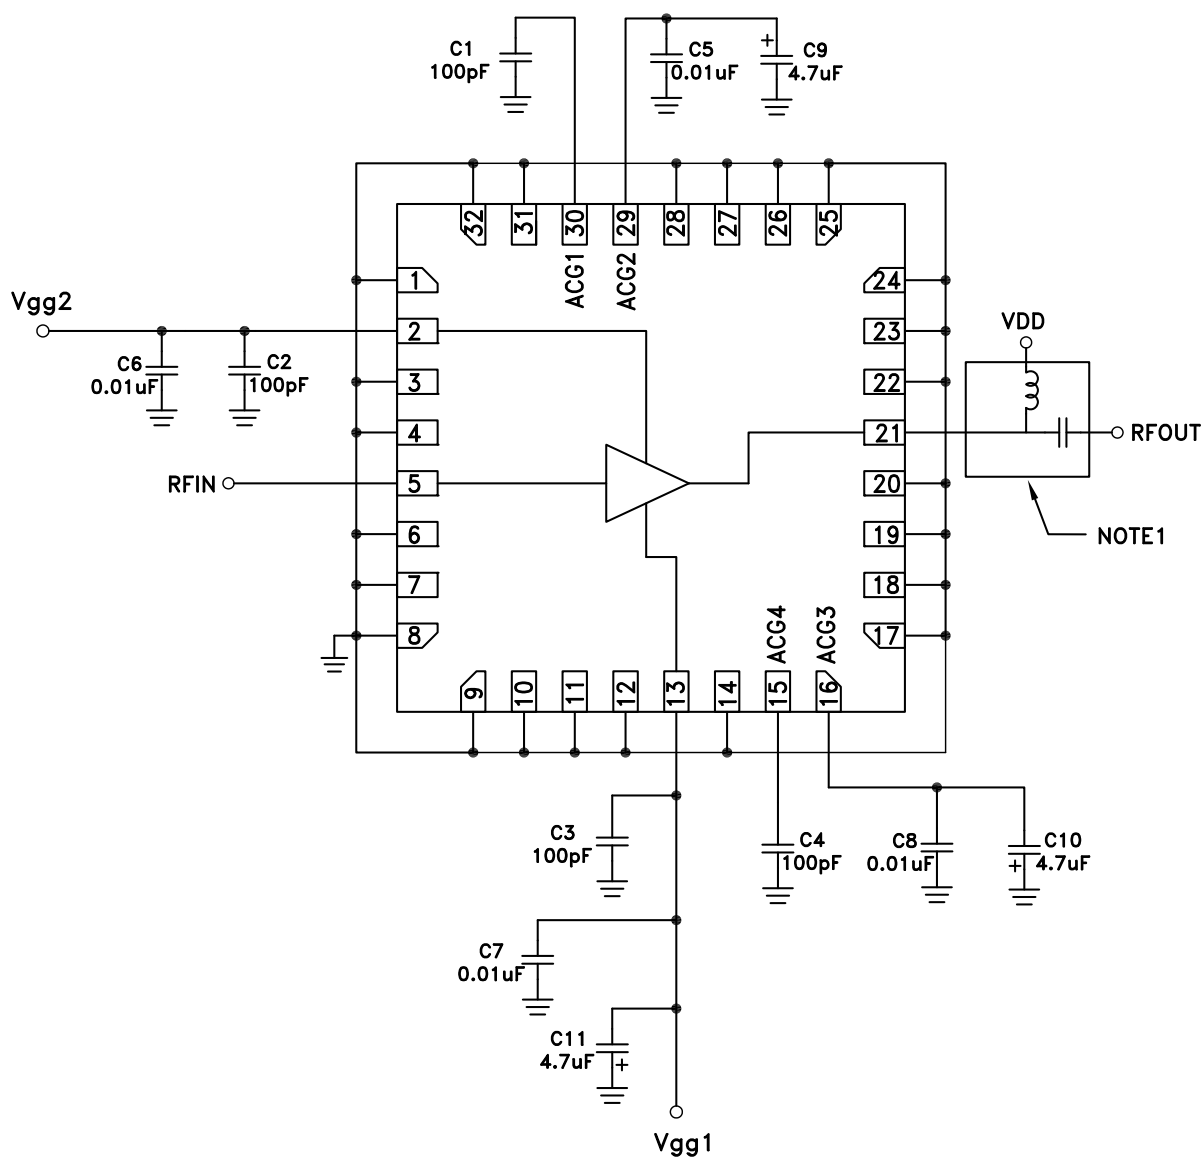 C1
100pF
C5
0.01uF
+
C9
4.7uF
32
31
30
29
28
27
26
25
ACG1
ACG2
Vgg2
C6
0.01uF
C2
100pF
RFIN
1
2
3
4
5
6
7
8
24
23
22
21
20
19
18
17
VDD
RFOUT
NOTE1
ACG4
ACG3
9
10
11
12
13
14
15
16
C3
100pF
C4
100pF
C8
0.01uF
C10
+ 4.7uF
C7
0.01uF
C11
4.7uF +
Vgg1